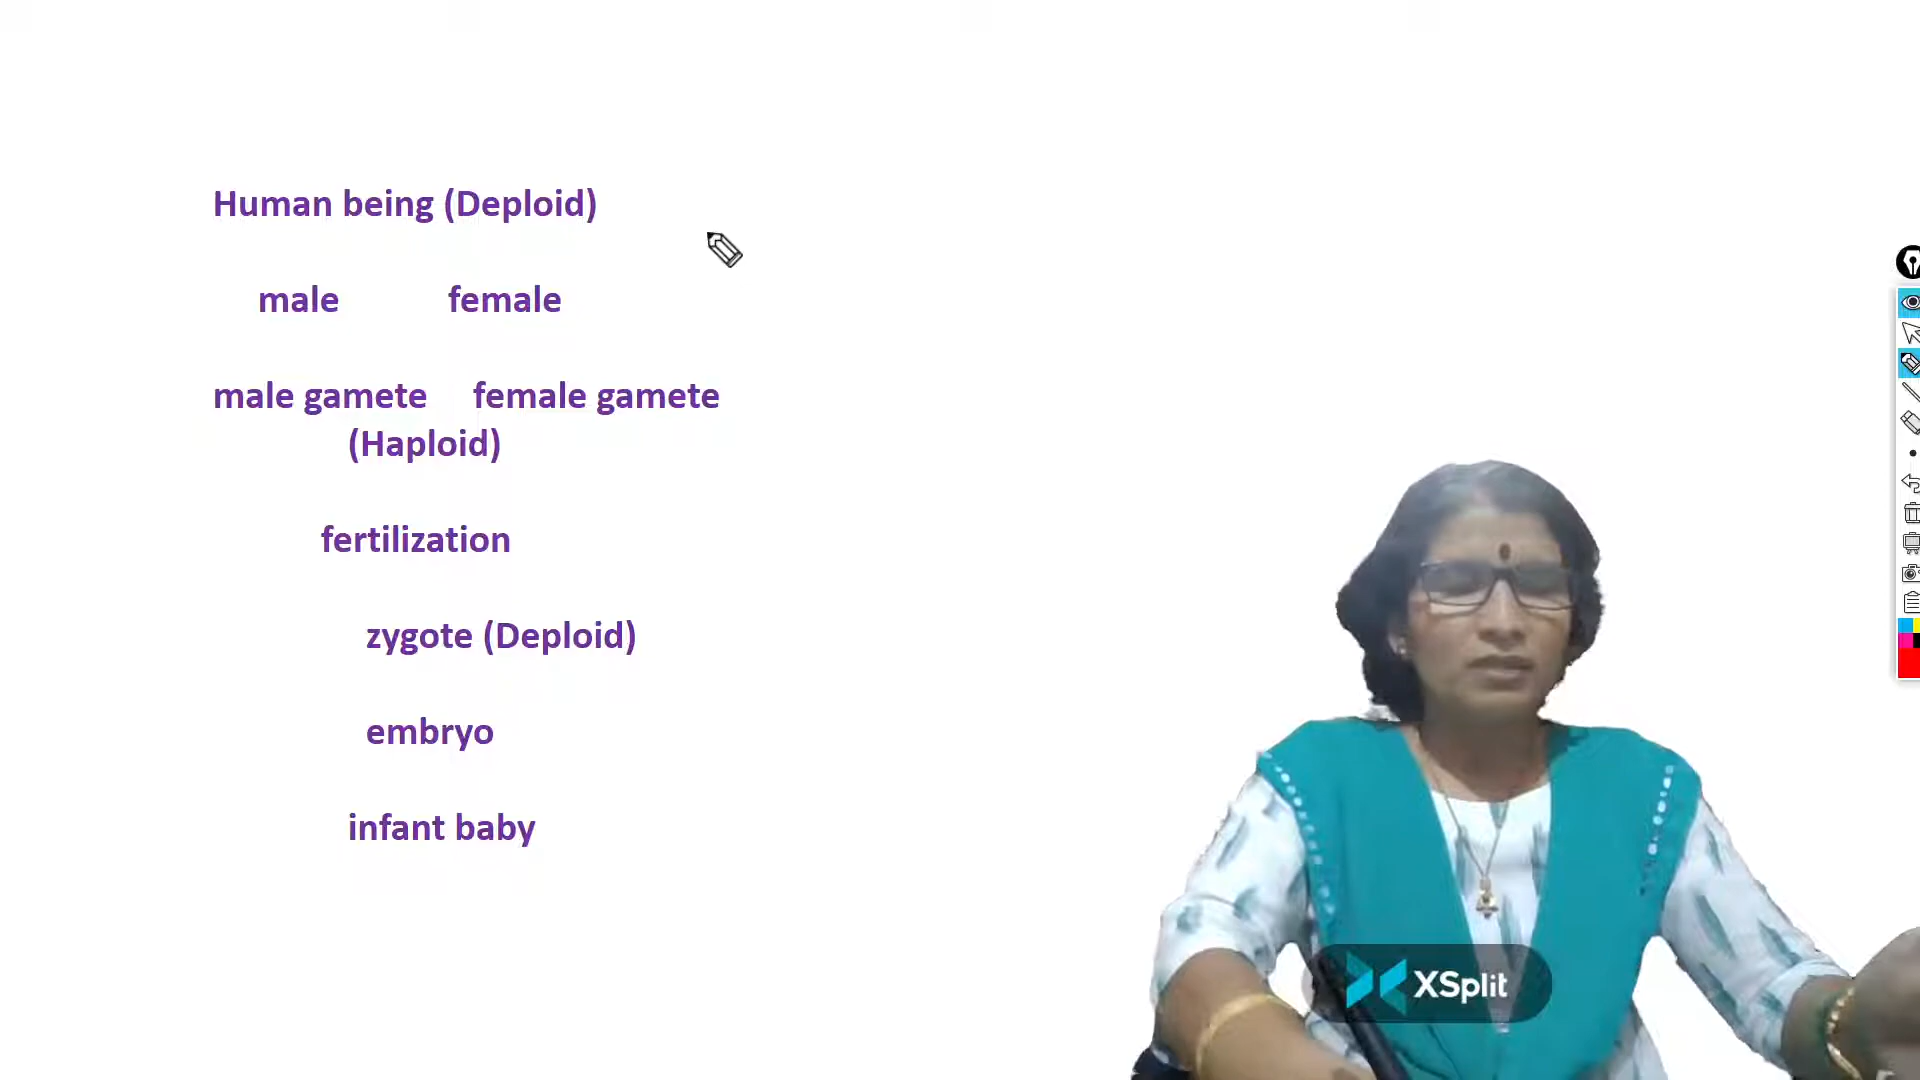 Human being (Deploid)
male female
male gamete female gamete
(Haploid)
fertilization
zygote (Deploid)
embryo
infant baby
XSplit